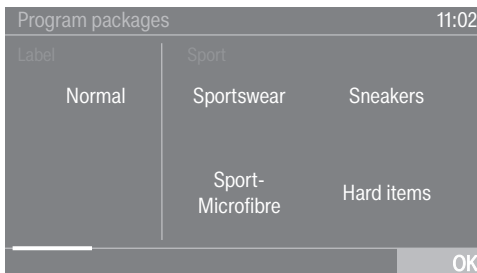 Program packages 11:02
Label Sport
Normal Sportswear Sneakers
Sport-
Microfibre Hard items
OK